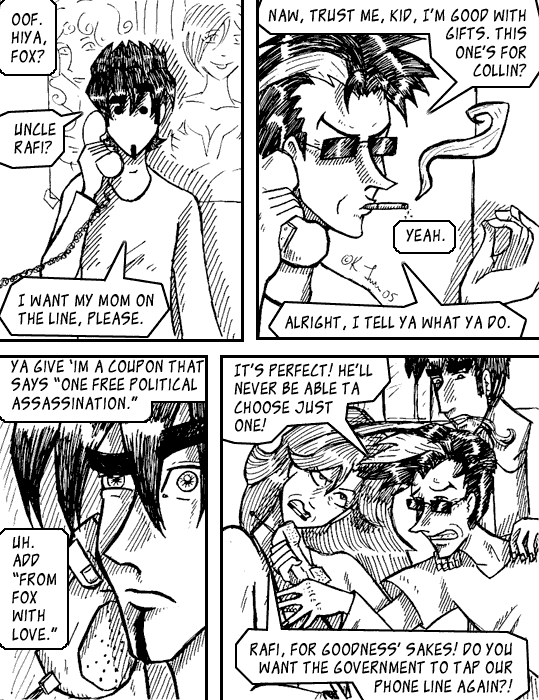 OOF.
HIYA,
FOX?
UNCLE
RAFI?
I WANT MY MOM ON
THE LINE, PLEASE.
NAW, TRUST ME, KID, I'M GOOD WITH
GIFTS. THIS
ONE'S FOR
COLLIN?
YEAH.
ALRIGHT, I TELL YA WHAT YA DO.
YA GIVE 'IM A COUPON THAT
SAYS "ONE FREE POLITICAL
ASSASSINATION."
UH.
ADD
"FROM
FOX
WITH
LOVE."
IT'S PERFECT! HE'LL
NEVER BE ABLE TA
CHOOSE JUST
ONE!
RAFI, FOR GOODNESS' SAKES! DO YOU
WANT THE GOVERNMENT TO TAP OUR
PHONE LINE AGAIN?!